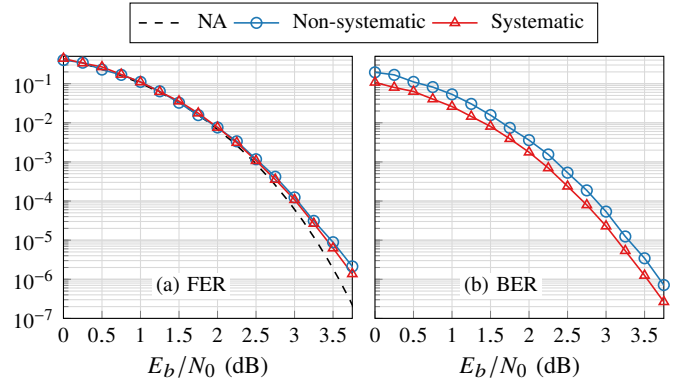 NA Non-systematic Systematic
10^{-1}
10^{-2}
10^{-3}
10^{-4}
10^{-5}
10^{-6}
10^{-7}
(a) FER (b) BER
0 0.5 1 1.5 2 2.5 3 3.5 0 0.5 1 1.5 2 2.5 3 3.5
E_b/N_0 (dB) E_b/N_0 (dB)